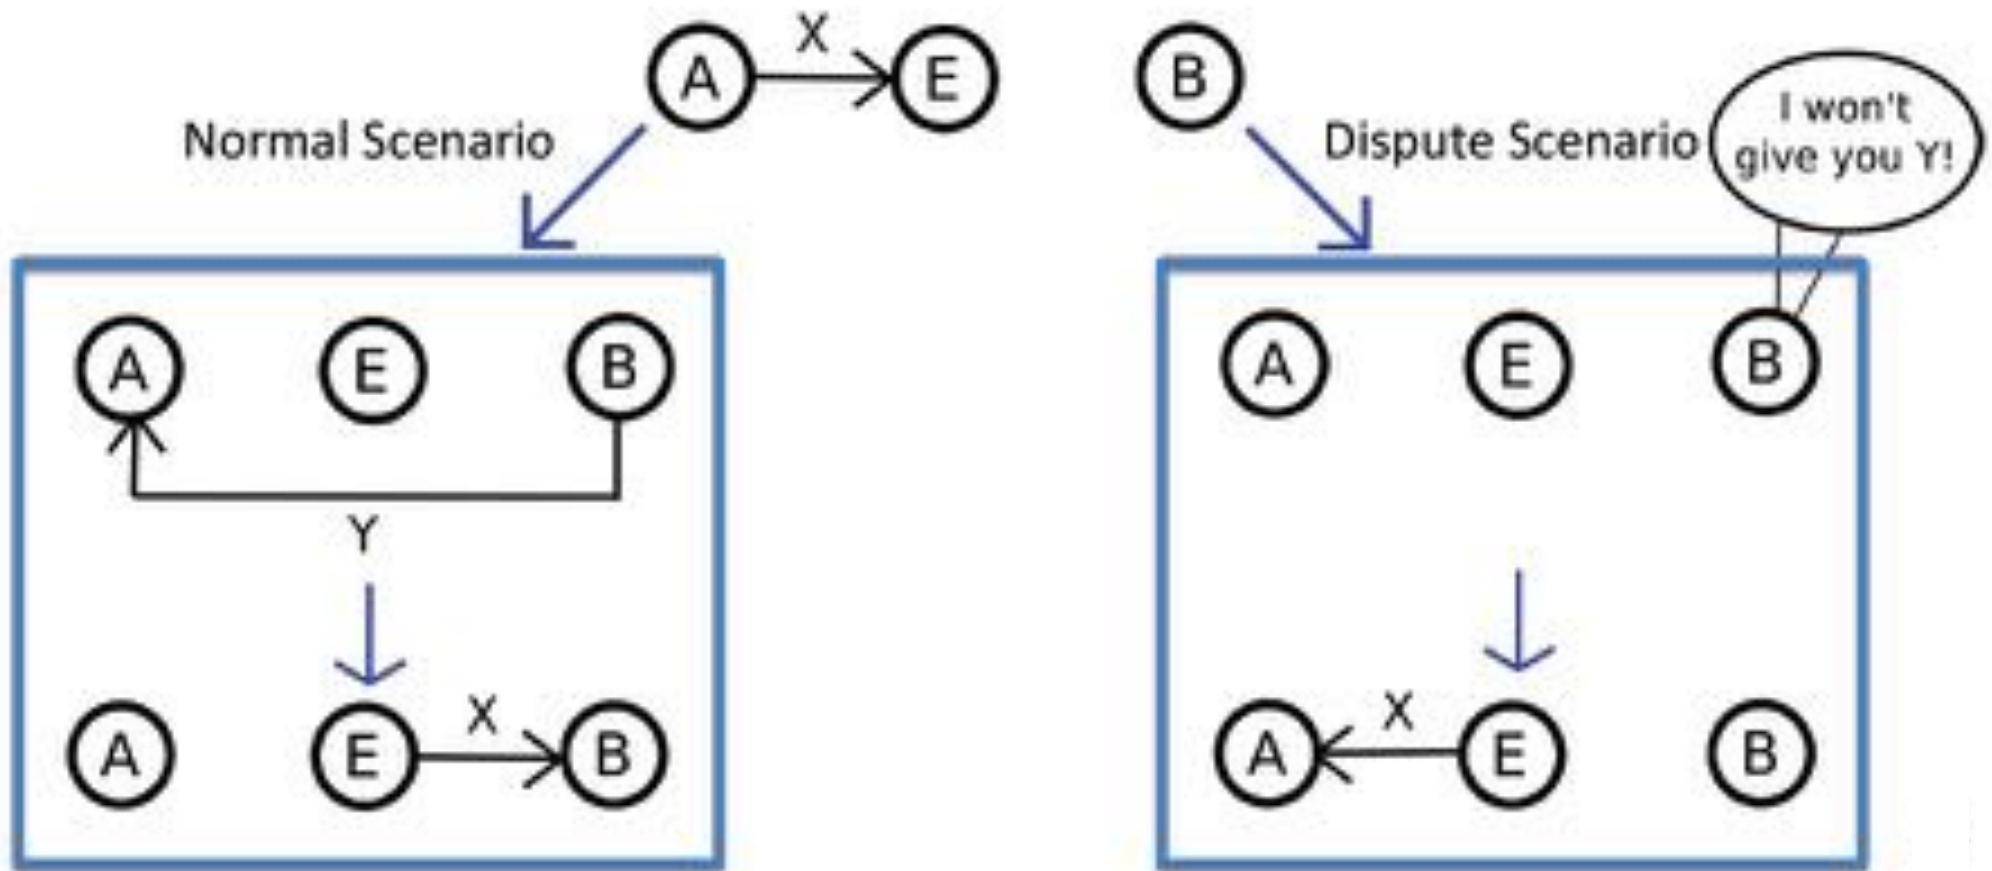 A X E B
Normal Scenario
Dispute Scenario
I won't
give you Y!
A E B
Y
A E X B
A E B
A X E B